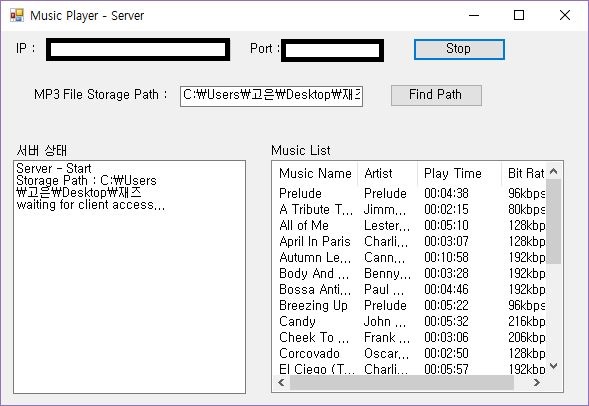 Music Player - Server
IP :
Port :
Stop
MP3 File Storage Path :
C:₩Users₩고은₩Desktop₩재즈
Find Path
서버 상태
Server - Start
Storage Path : C:₩Users
₩고은₩Desktop₩재즈
waiting for client access...
Music List
Music Name Artist Play Time Bit Rat
Prelude Prelude 00:04:38 96kbps
A Tribute T... Jimm... 00:02:15 80kbps
All of Me Lester... 00:05:10 128kbp
April In Paris Charli... 00:03:07 128kbp
Autumn Le... Cann... 00:10:58 192kbp
Body And ... Benny... 00:03:28 192kbp
Bossa Anti... Paul ... 00:04:46 192kbp
Breezing Up Prelude 00:05:22 96kbps
Candy John ... 00:05:32 216kbp
Cheek To ... Frank ... 00:03:06 206kbp
Corcovado Oscar... 00:02:50 128kbp
El Ciego (T... Charli... 00:05:57 192kbp